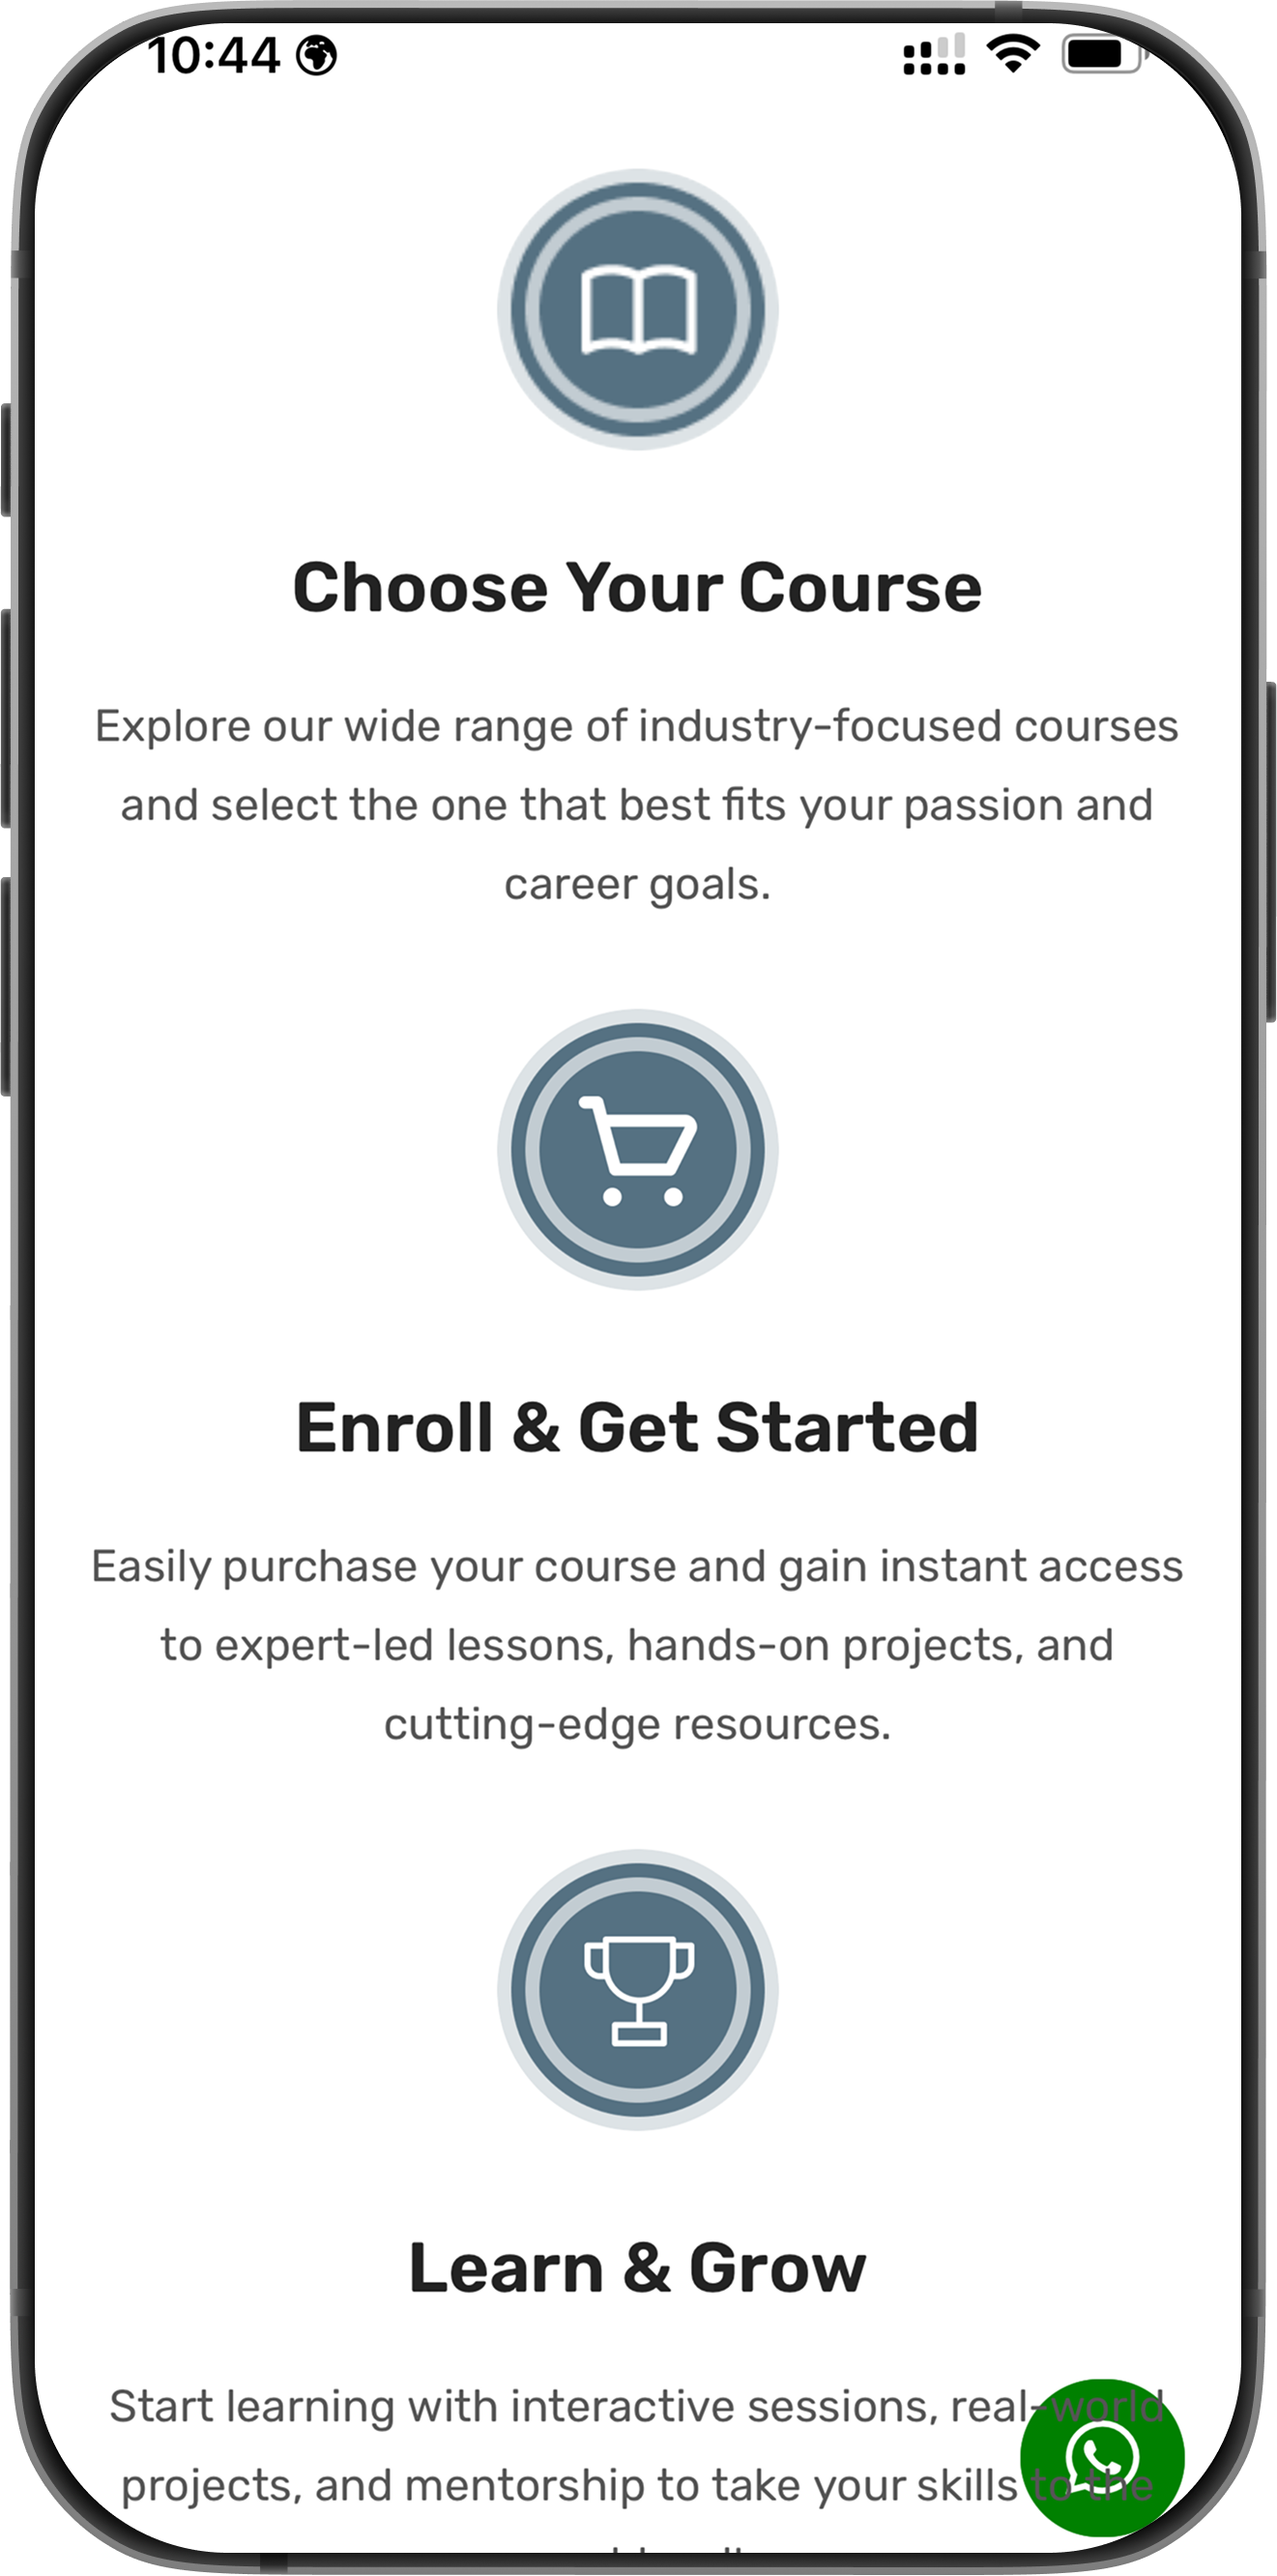 10:44
Choose Your Course
Explore our wide range of industry-focused courses
and select the one that best fits your passion and
career goals.
Enroll & Get Started
Easily purchase your course and gain instant access
to expert-led lessons, hands-on projects, and
cutting-edge resources.
Learn & Grow
Start learning with interactive sessions, real-world
projects, and mentorship to take your skills to the